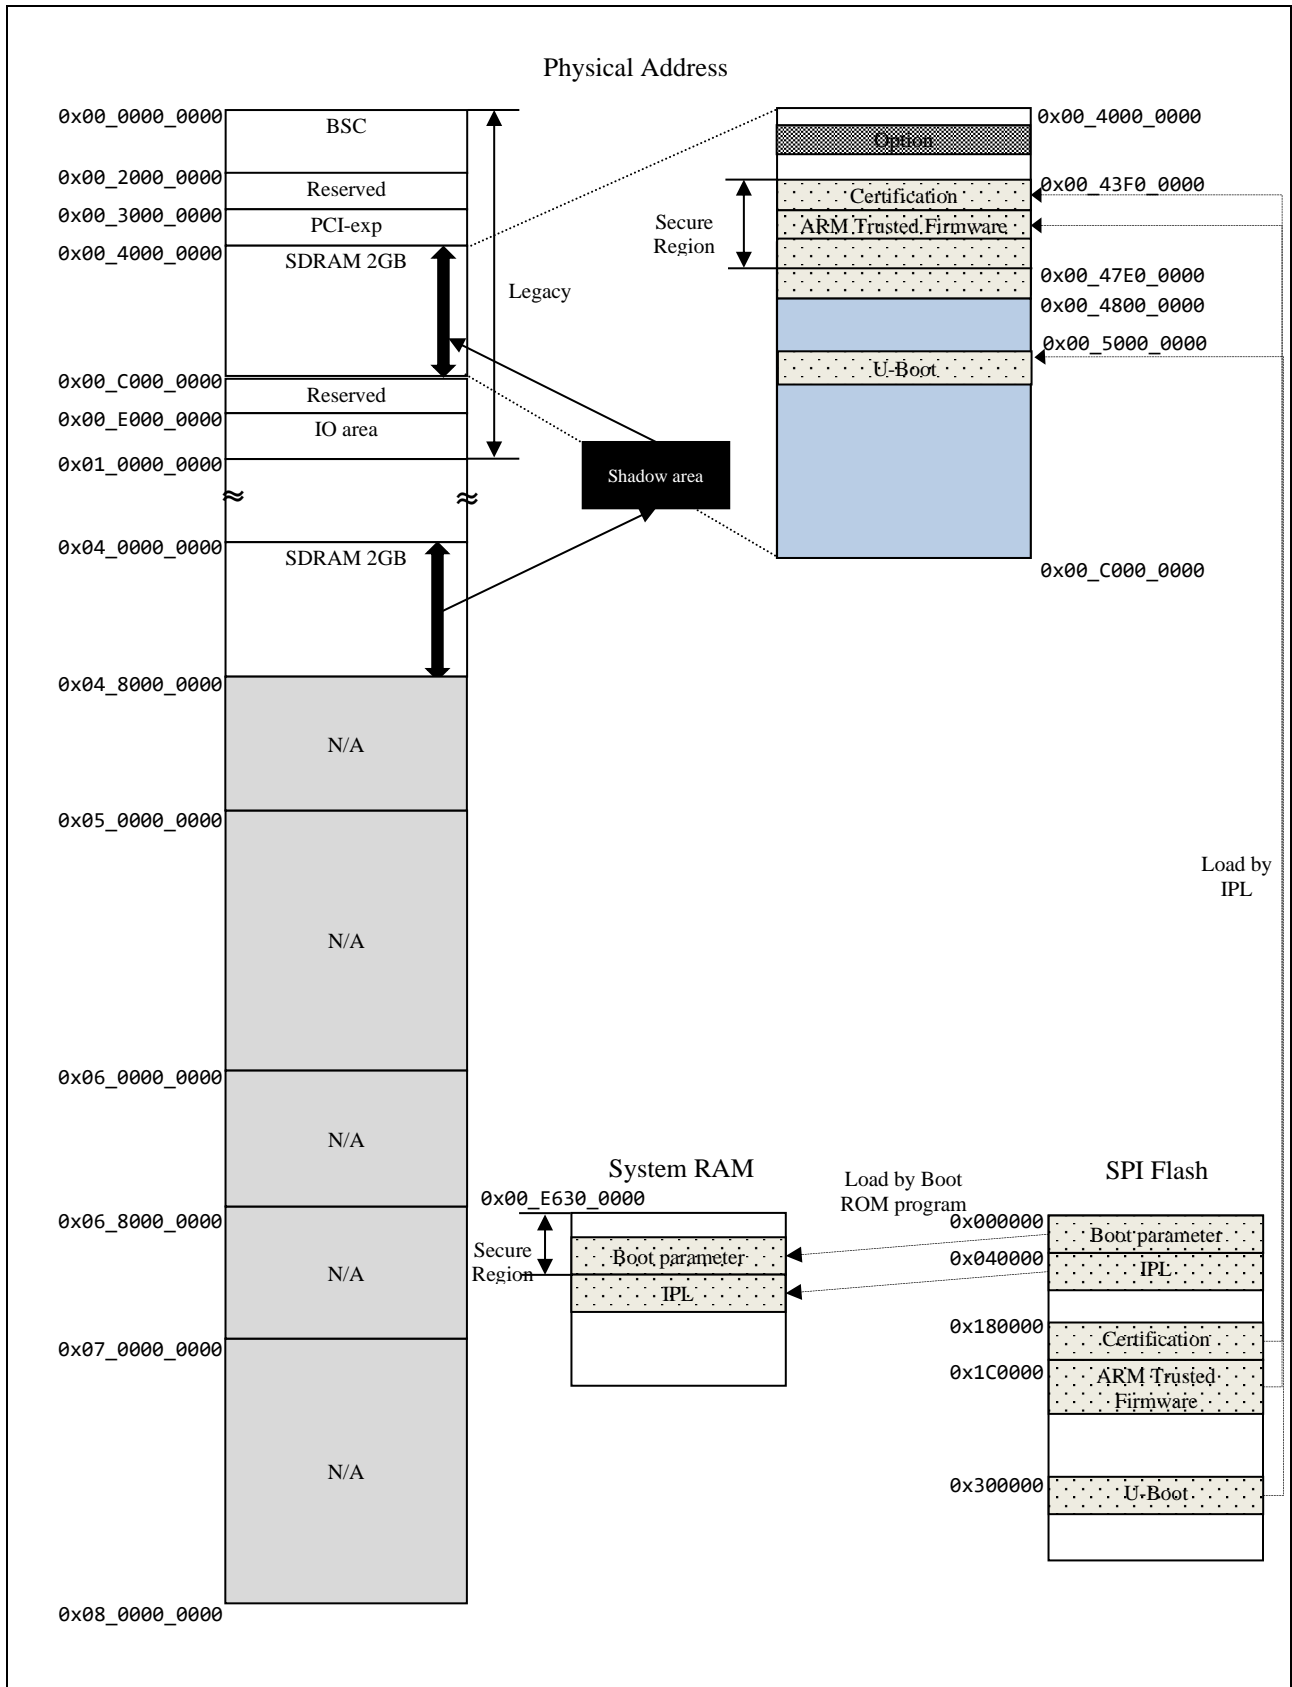 Physical Address
0x00_0000_0000
BSC
0x00_2000_0000
Reserved
0x00_3000_0000
PCI-exp
0x00_4000_0000
SDRAM 2GB
Legacy
0x00_C000_0000
Reserved
0x00_E000_0000
IO area
0x01_0000_0000
≈
≈
0x04_0000_0000
SDRAM 2GB
Shadow area
0x04_8000_0000
N/A
0x05_0000_0000
N/A
0x06_0000_0000
N/A
0x06_8000_0000
N/A
0x07_0000_0000
N/A
0x08_0000_0000
0x00_4000_0000
Option
0x00_43F0_0000
Certification
Secure
Region
ARM Trusted Firmware
0x00_47E0_0000
0x00_4800_0000
0x00_5000_0000
U-Boot
0x00_C000_0000
Load by
IPL
System RAM
0x00_E630_0000
Secure
Region
Boot parameter
IPL
Load by Boot
ROM program
SPI Flash
0x000000
Boot parameter
0x040000
IPL
0x180000
Certification
0x1C0000
ARM Trusted
Firmware
0x300000
U-Boot